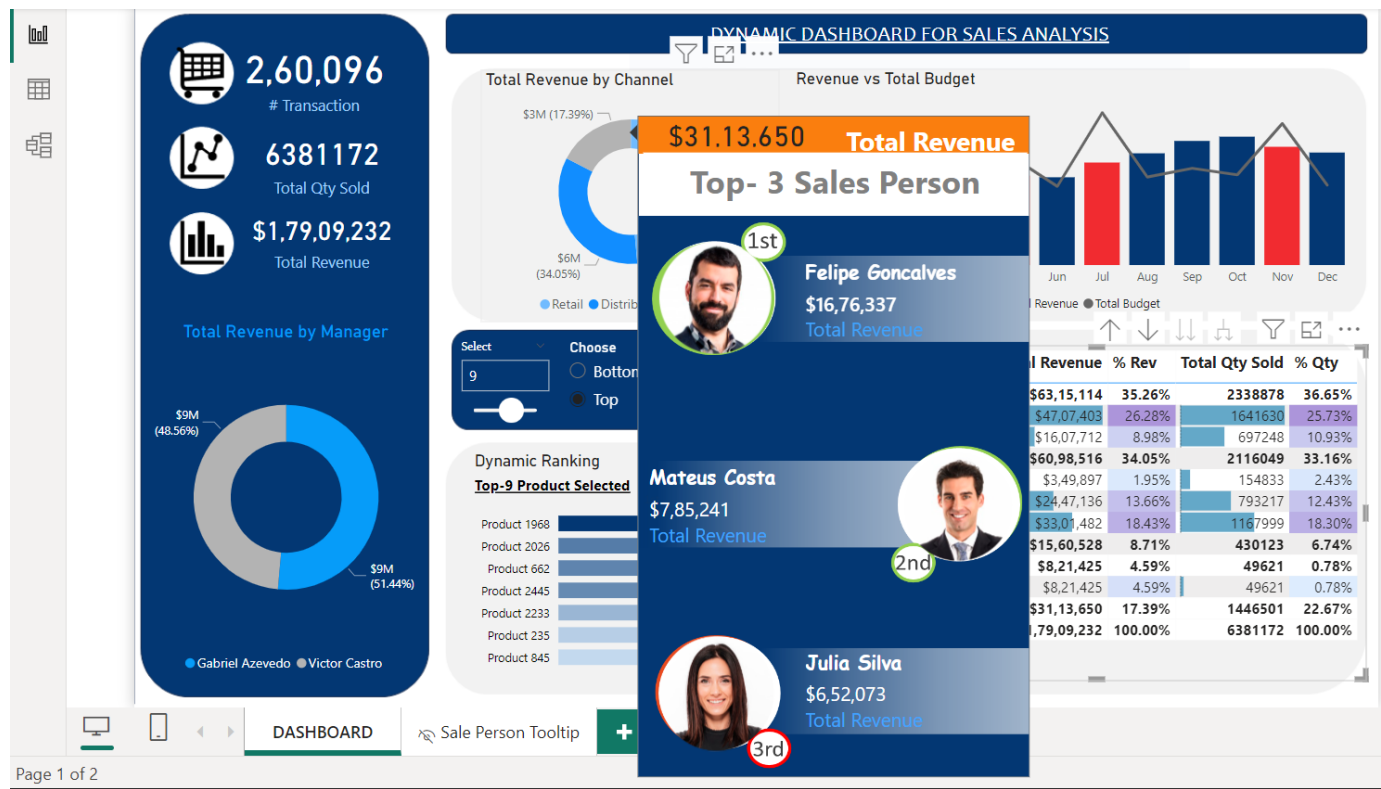 DYNAMIC DASHBOARD FOR SALES ANALYSIS
2,60,096
# Transaction
6381172
Total Qty Sold
$1,79,09,232
Total Revenue
Total Revenue by Manager
$9M
(48.56%)
$9M
(51.44%)
Gabriel Azevedo Victor Castro
Total Revenue by Channel
$3M (17.39%)
$6M
(34.05%)
Retail Distrib
Revenue vs Total Budget
Jun Jul Aug Sep Oct Nov Dec
Revenue Total Budget
Select
9
Choose
Botton
Top
Dynamic Ranking
Top-9 Product Selected
Product 1968
Product 2026
Product 662
Product 2445
Product 2233
Product 235
Product 845
$31,13,650 Total Revenue
Top- 3 Sales Person
1st
Felipe Goncalves
$16,76,337
Total Revenue
Mateus Costa
$7,85,241
Total Revenue
2nd
Julia Silva
$6,52,073
Total Revenue
3rd
l Revenue % Rev Total Qty Sold % Qty
$63,15,114 35.26% 2338878 36.65%
$47,07,403 26.28% 1641630 25.73%
$16,07,712 8.98% 697248 10.93%
$60,98,516 34.05% 2116049 33.16%
$3,49,897 1.95% 154833 2.43%
$24,47,136 13.66% 793217 12.43%
$33,01,482 18.43% 1167999 18.30%
$15,60,528 8.71% 430123 6.74%
$8,21,425 4.59% 49621 0.78%
$8,21,425 4.59% 49621 0.78%
$31,13,650 17.39% 1446501 22.67%
1,79,09,232 100.00% 6381172 100.00%
DASHBOARD
Sale Person Tooltip
Page 1 of 2